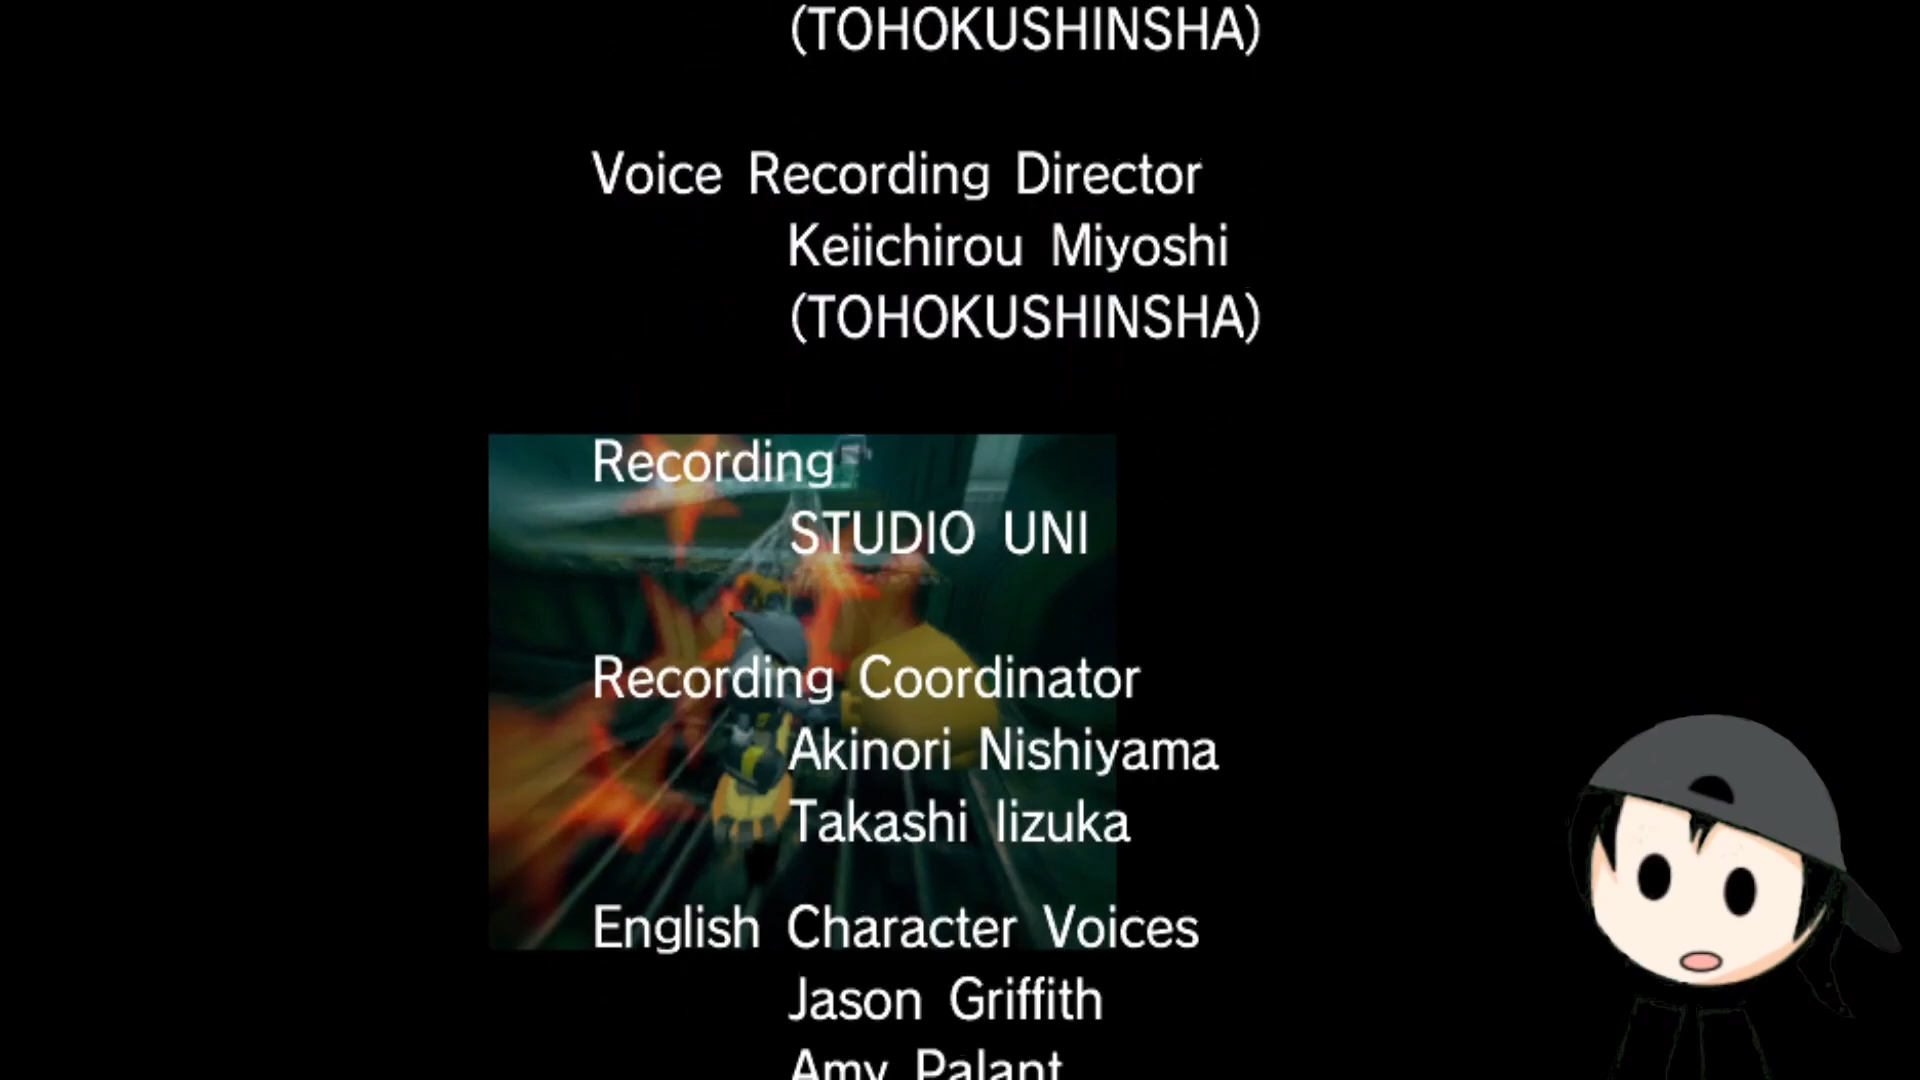 (TOHOKUSHINSHA)
Voice Recording Director
Keiichirou Miyoshi
(TOHOKUSHINSHA)
Recording
STUDIO UNI
Recording Coordinator
Akinori Nishiyama
Takashi Iizuka
English Character Voices
Jason Griffith
Amy Palant